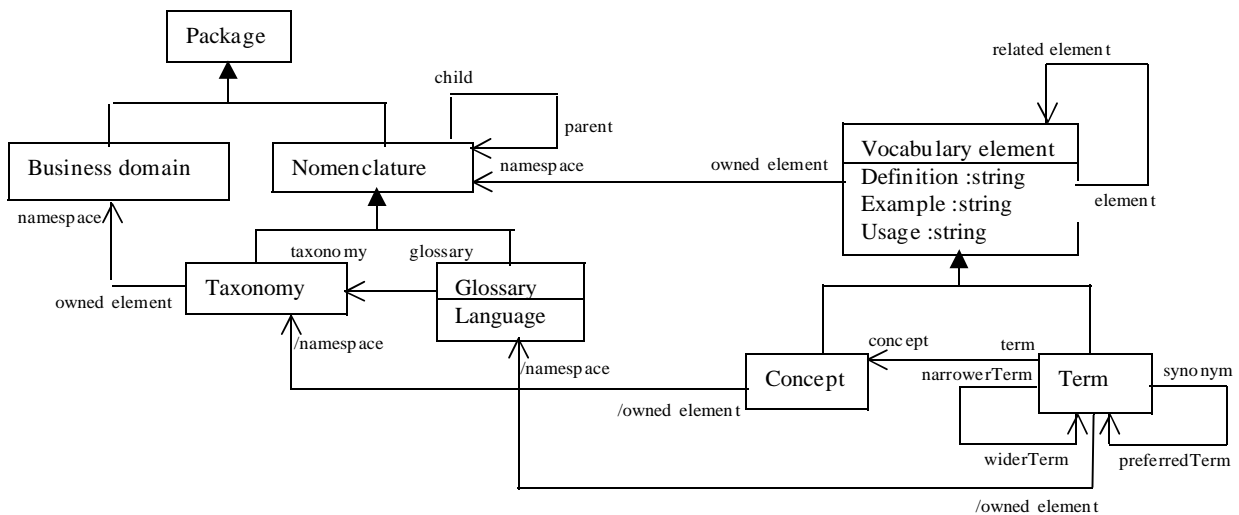 Package
related element
child
parent
Business domain
Nomenclature
namespace
owned element
Vocabulary element
Definition :string
Example :string
Usage :string
element
namespace
taxonomy
glossary
owned element
Taxonomy
Glossary
Language
/namespace
/namespace
concept
term
narrowerTerm
Concept
Term
synonym
/owned element
widerTerm
preferredTerm
/owned element